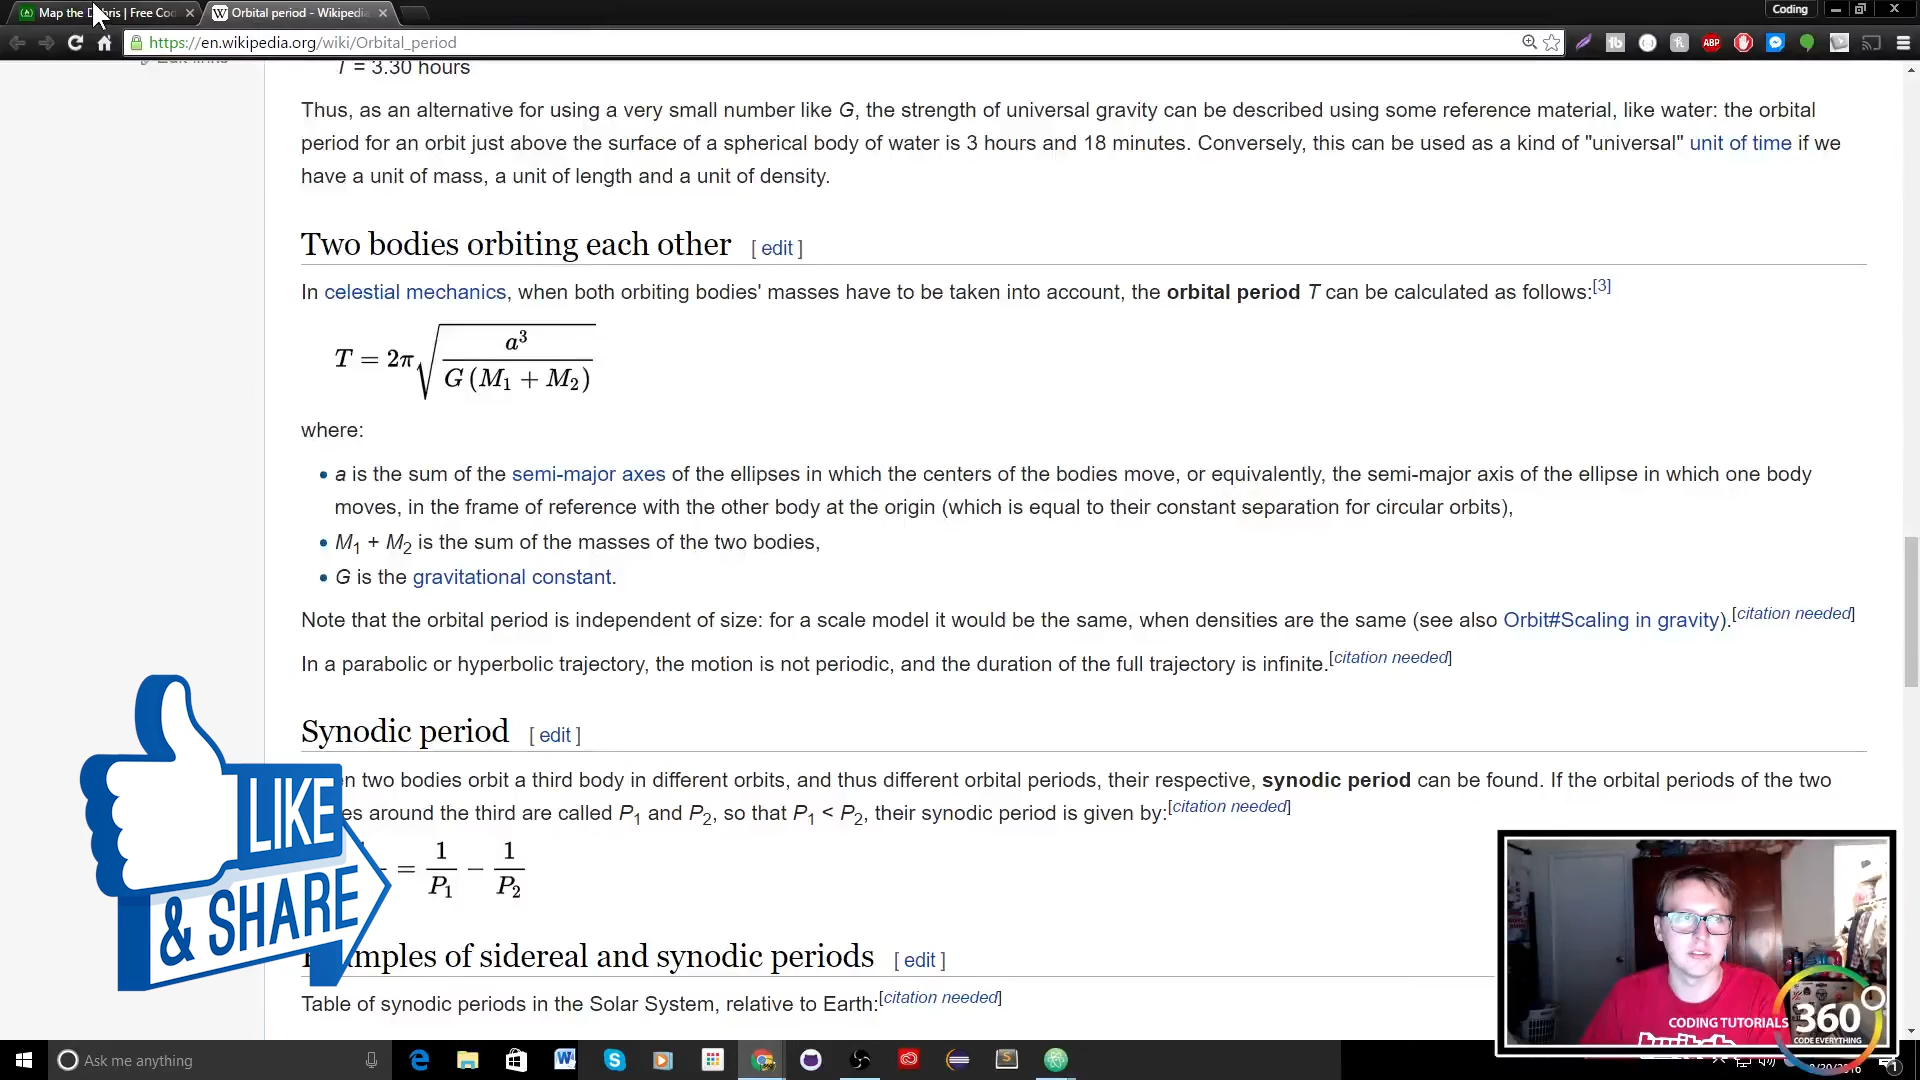 Map the Debris | Free Coo
Orbital period - Wikipedia
Coding
https://en.wikipedia.org/wiki/Orbital_period
ABP
Edit links
T = 3.30 hours
Thus, as an alternative for using a very small number like G, the strength of universal gravity can be described using some reference material, like water: the orbital
period for an orbit just above the surface of a spherical body of water is 3 hours and 18 minutes. Conversely, this can be used as a kind of "universal" unit of time if we
have a unit of mass, a unit of length and a unit of density.
Two bodies orbiting each other [ edit ]
In celestial mechanics, when both orbiting bodies' masses have to be taken into account, the orbital period T can be calculated as follows:[3]
T = 2π√(a³ / G (M₁ + M₂))
where:
• a is the sum of the semi-major axes of the ellipses in which the centers of the bodies move, or equivalently, the semi-major axis of the ellipse in which one body
moves, in the frame of reference with the other body at the origin (which is equal to their constant separation for circular orbits),
• M₁ + M₂ is the sum of the masses of the two bodies,
• G is the gravitational constant.
Note that the orbital period is independent of size: for a scale model it would be the same, when densities are the same (see also Orbit#Scaling in gravity).[citation needed]
In a parabolic or hyperbolic trajectory, the motion is not periodic, and the duration of the full trajectory is infinite.[citation needed]
Synodic period [ edit ]
en two bodies orbit a third body in different orbits, and thus different orbital periods, their respective, synodic period can be found. If the orbital periods of the two
es around the third are called P₁ and P₂, so that P₁ < P₂, their synodic period is given by:[citation needed]
= 1/P₁ − 1/P₂
LIKE
& SHARE
mples of sidereal and synodic periods [ edit ]
Table of synodic periods in the Solar System, relative to Earth:[citation needed]
CODING TUTORIALS 360°
CODE EVERYTHING
Ask me anything